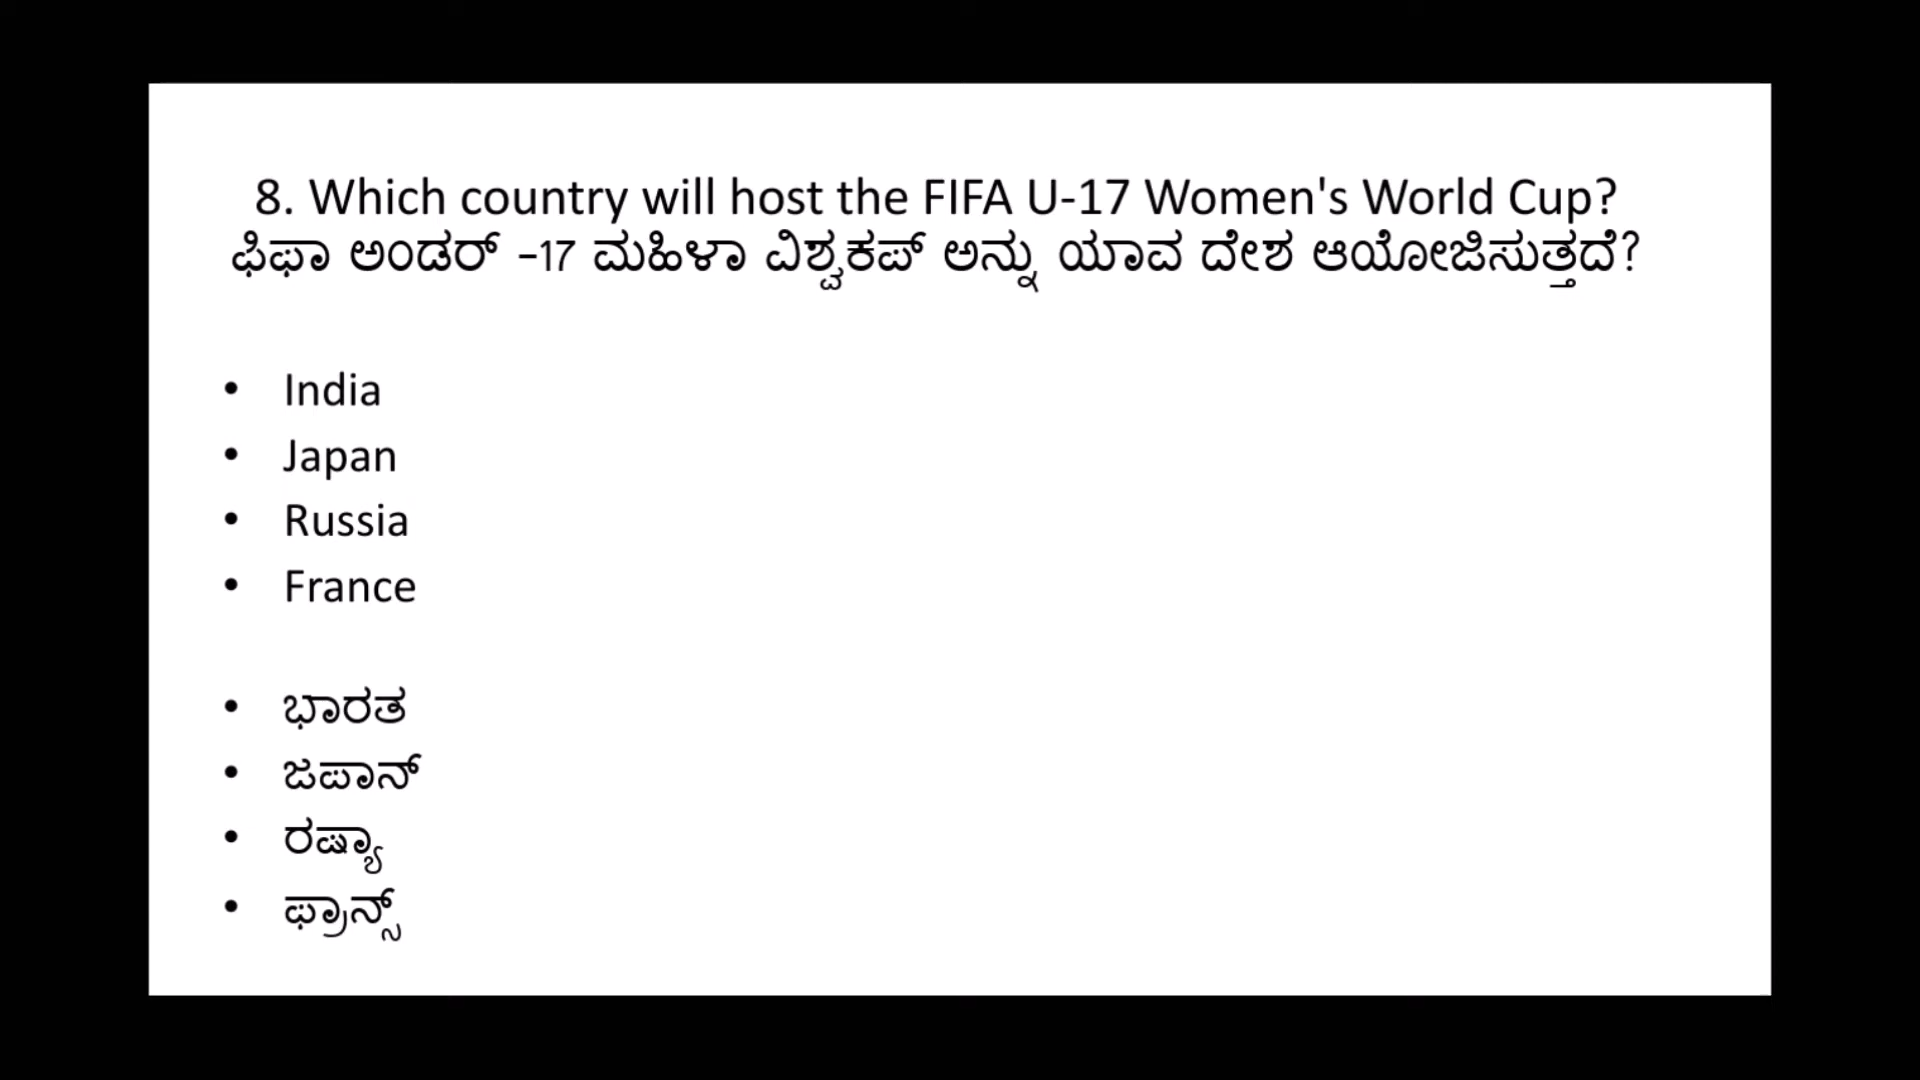 8. Which country will host the FIFA U-17 Women's World Cup?
ಫಿಫಾ ಅಂಡರ್ -17 ಮಹಿಳಾ ವಿಶ್ವಕಪ್ ಅನ್ನು ಯಾವ ದೇಶ ಆಯೋಜಿಸುತ್ತದೆ?
• India
• Japan
• Russia
• France
• ಭಾರತ
• ಜಪಾನ್
• ರಷ್ಯಾ
• ಫ್ರಾನ್ಸ್